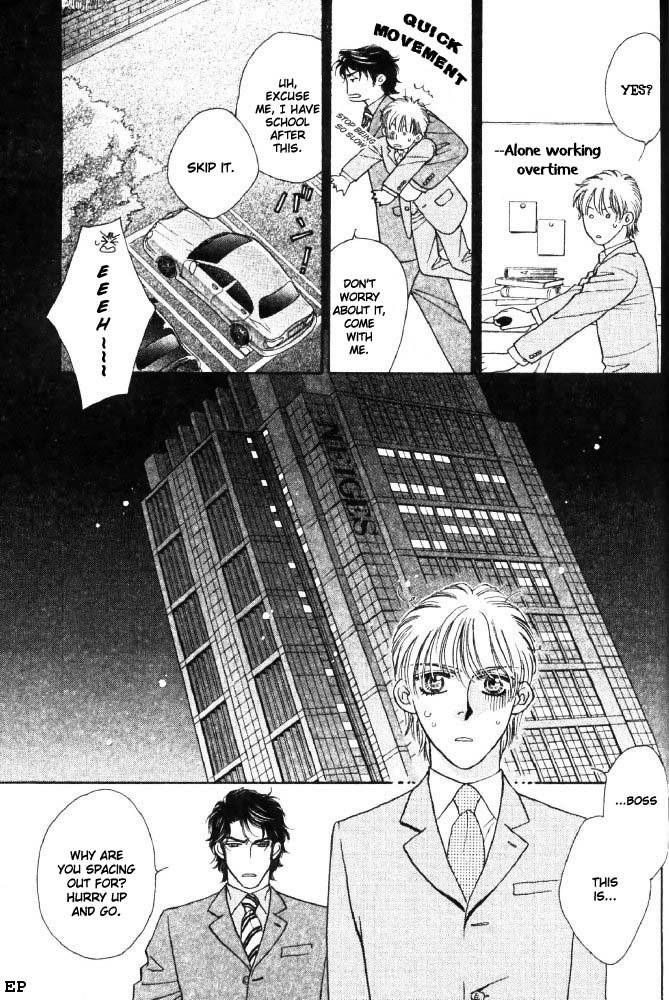 YES?
--Alone working
overtime
QUICK
MOVEMENT
STOP BEING
SO SLOW
DON'T
WORRY
ABOUT IT,
COME
WITH
ME.
UH,
EXCUSE
ME, I HAVE
SCHOOL
AFTER
THIS.
SKIP IT.
EEEH~~~
NEIGES
...BOSS
THIS
IS...
WHY ARE
YOU SPACING
OUT FOR?
HURRY UP
AND GO.
EP